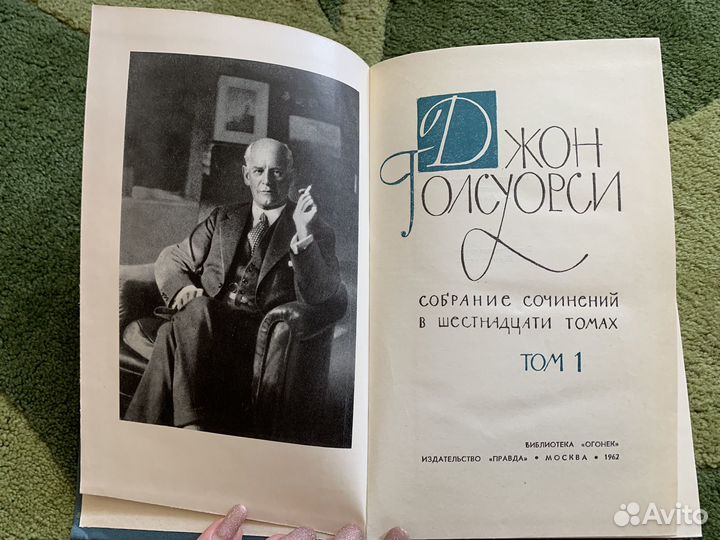 ДЖОН
ГОЛСУОРСИ
СОБРАНИЕ СОЧИНЕНИЙ
В ШЕСТНАДЦАТИ ТОМАХ
ТОМ 1
БИБЛИОТЕКА «ОГОНЕК»
ИЗДАТЕЛЬСТВО «ПРАВДА» • МОСКВА • 1962
Avito